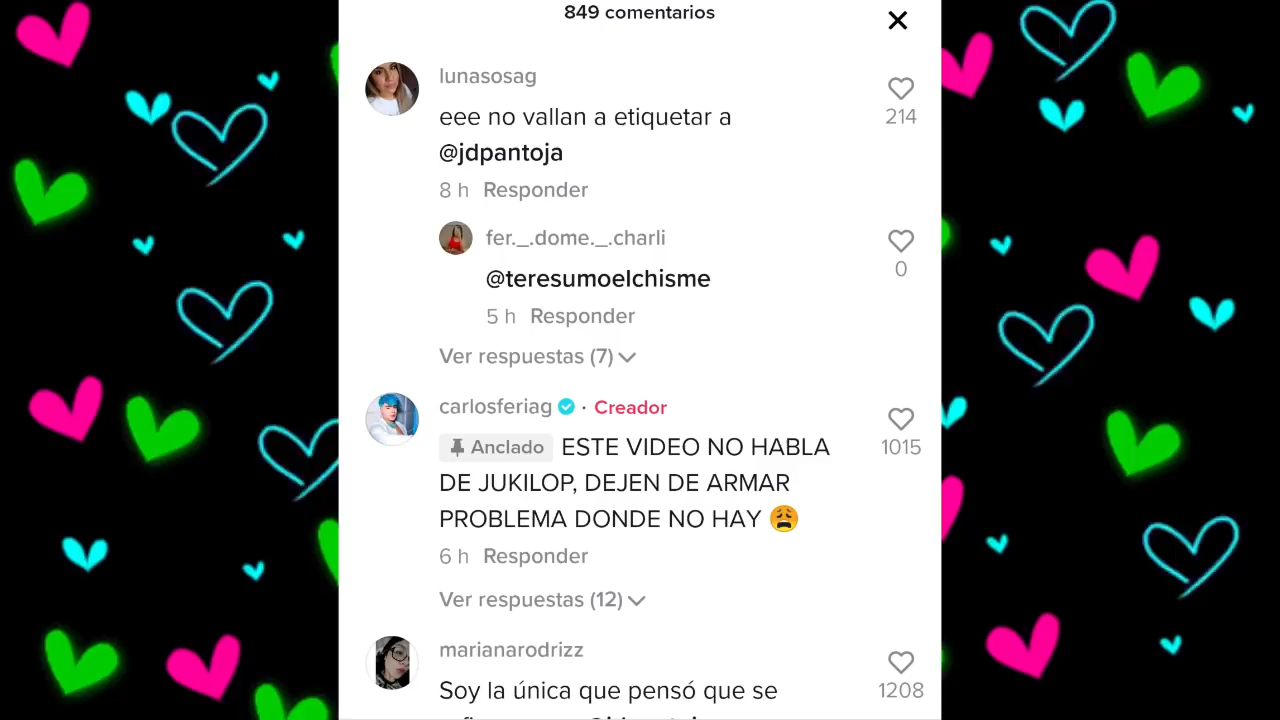 849 comentarios
lunasosag
eee no vallan a etiquetar a
@jdpantoja
214
8 h Responder
fer._.dome._.charli
@teresumoelchisme
0
5 h Responder
Ver respuestas (7)
carlosferiag · Creador
Anclado ESTE VIDEO NO HABLA
DE JUKILOP, DEJEN DE ARMAR
PROBLEMA DONDE NO HAY 😩
1015
6 h Responder
Ver respuestas (12)
marianarodrizz
Soy la única que pensó que se
1208